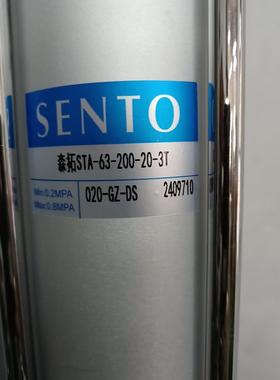 SENTO
森拓STA-63-200-20-3T
Min:0.2MPA
Max:0.8MPA
020-GZ-DS 2409710